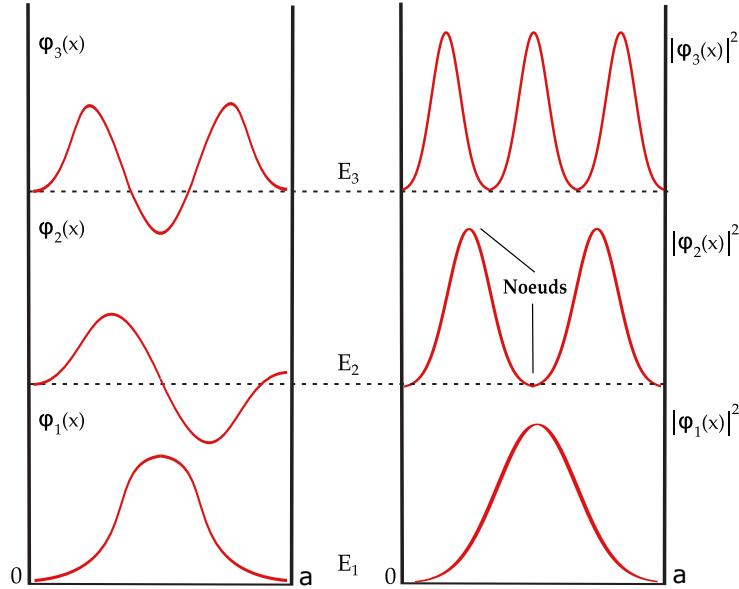 φ₃(x)
|φ₃(x)|²
E₃
φ₂(x)
|φ₂(x)|²
Noeuds
E₂
φ₁(x)
|φ₁(x)|²
E₁
0
a
0
a